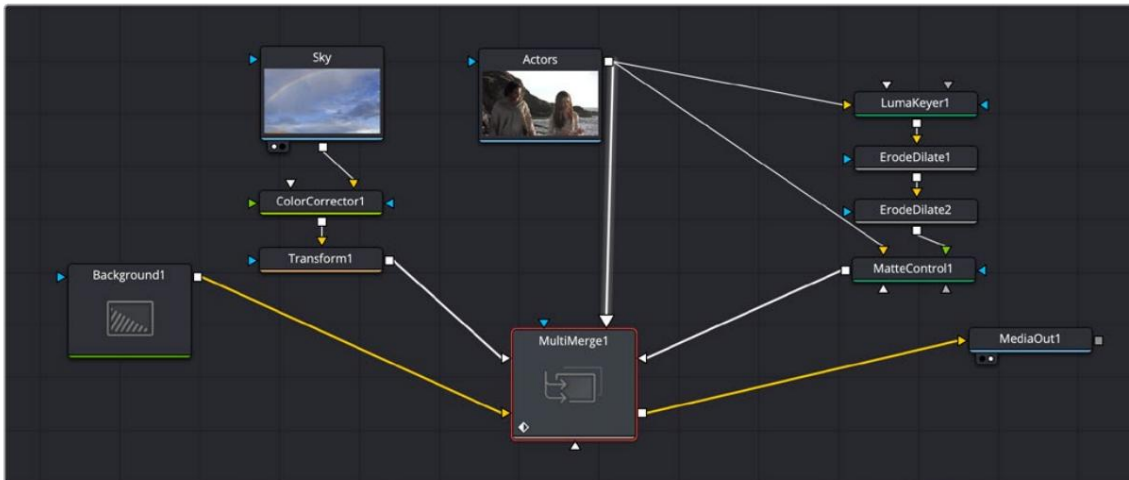 Sky
Actors
LumaKeyer1
ErodeDilate1
ColorCorrector1
ErodeDilate2
Transform1
Background1
MatteControl1
MultiMerge1
MediaOut1